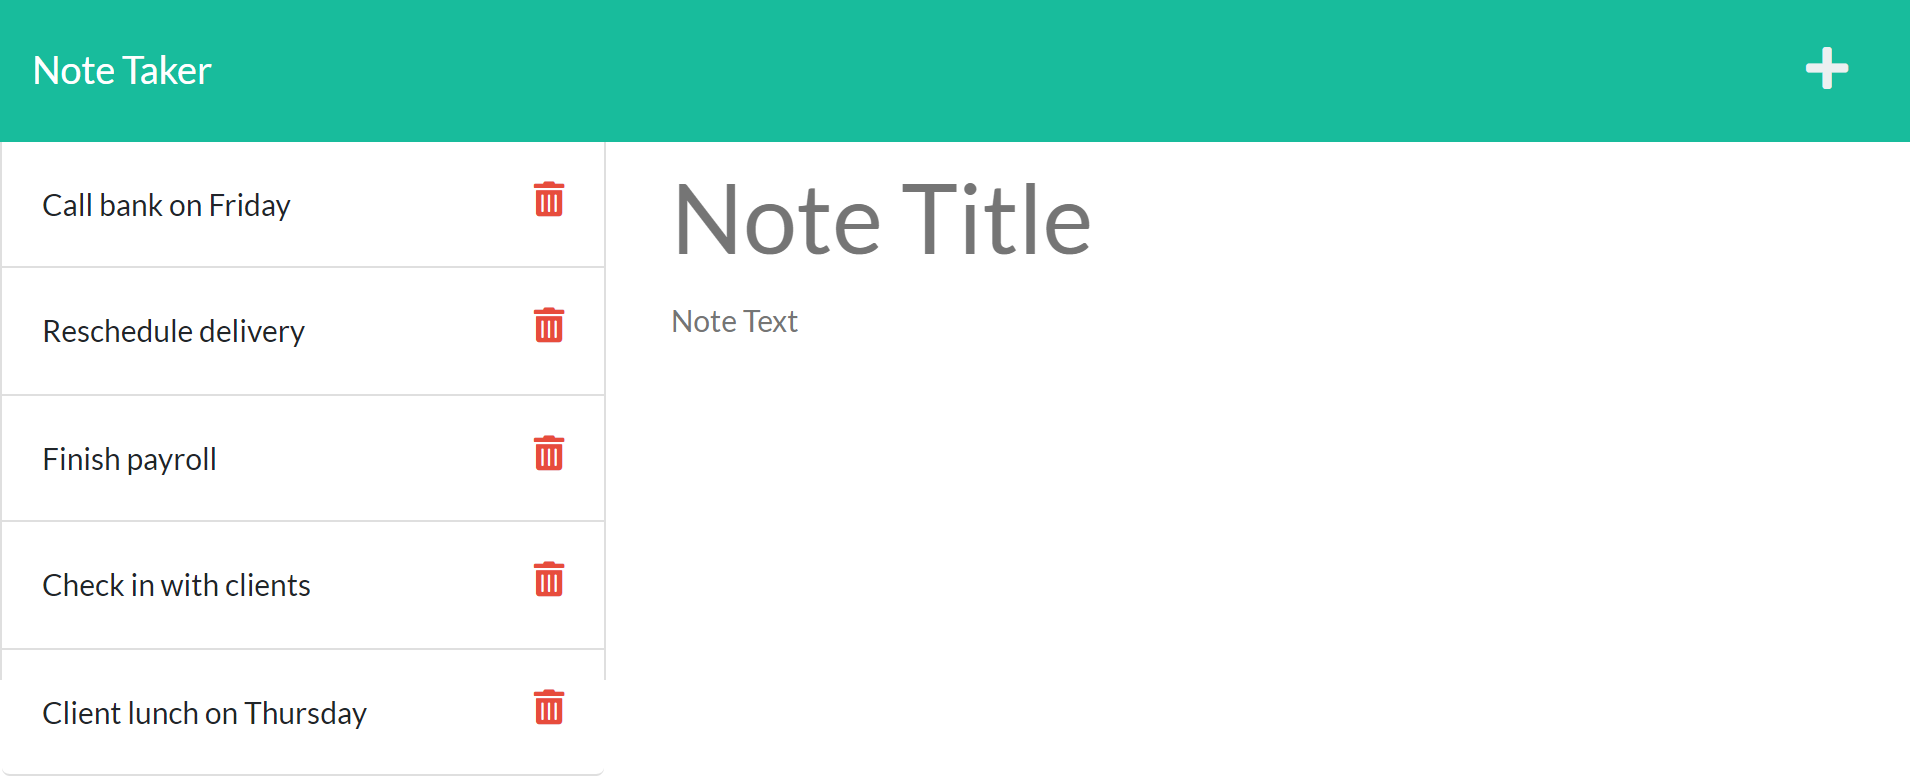 Note Taker
Call bank on Friday
Reschedule delivery
Finish payroll
Check in with clients
Client lunch on Thursday
Note Title
Note Text